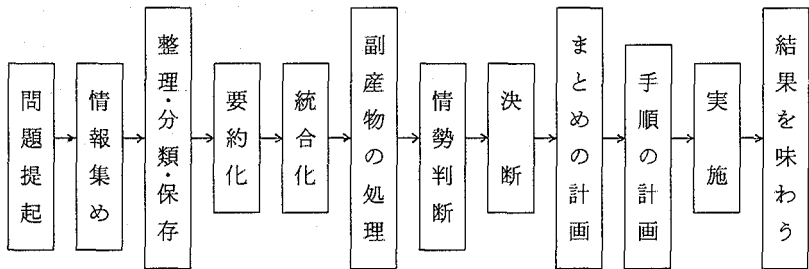 問題提起
情報集め
整理・分類・保存
要約化
統合化
副産物の処理
情勢判断
決断
まとめの計画
手順の計画
実施
結果を味わう